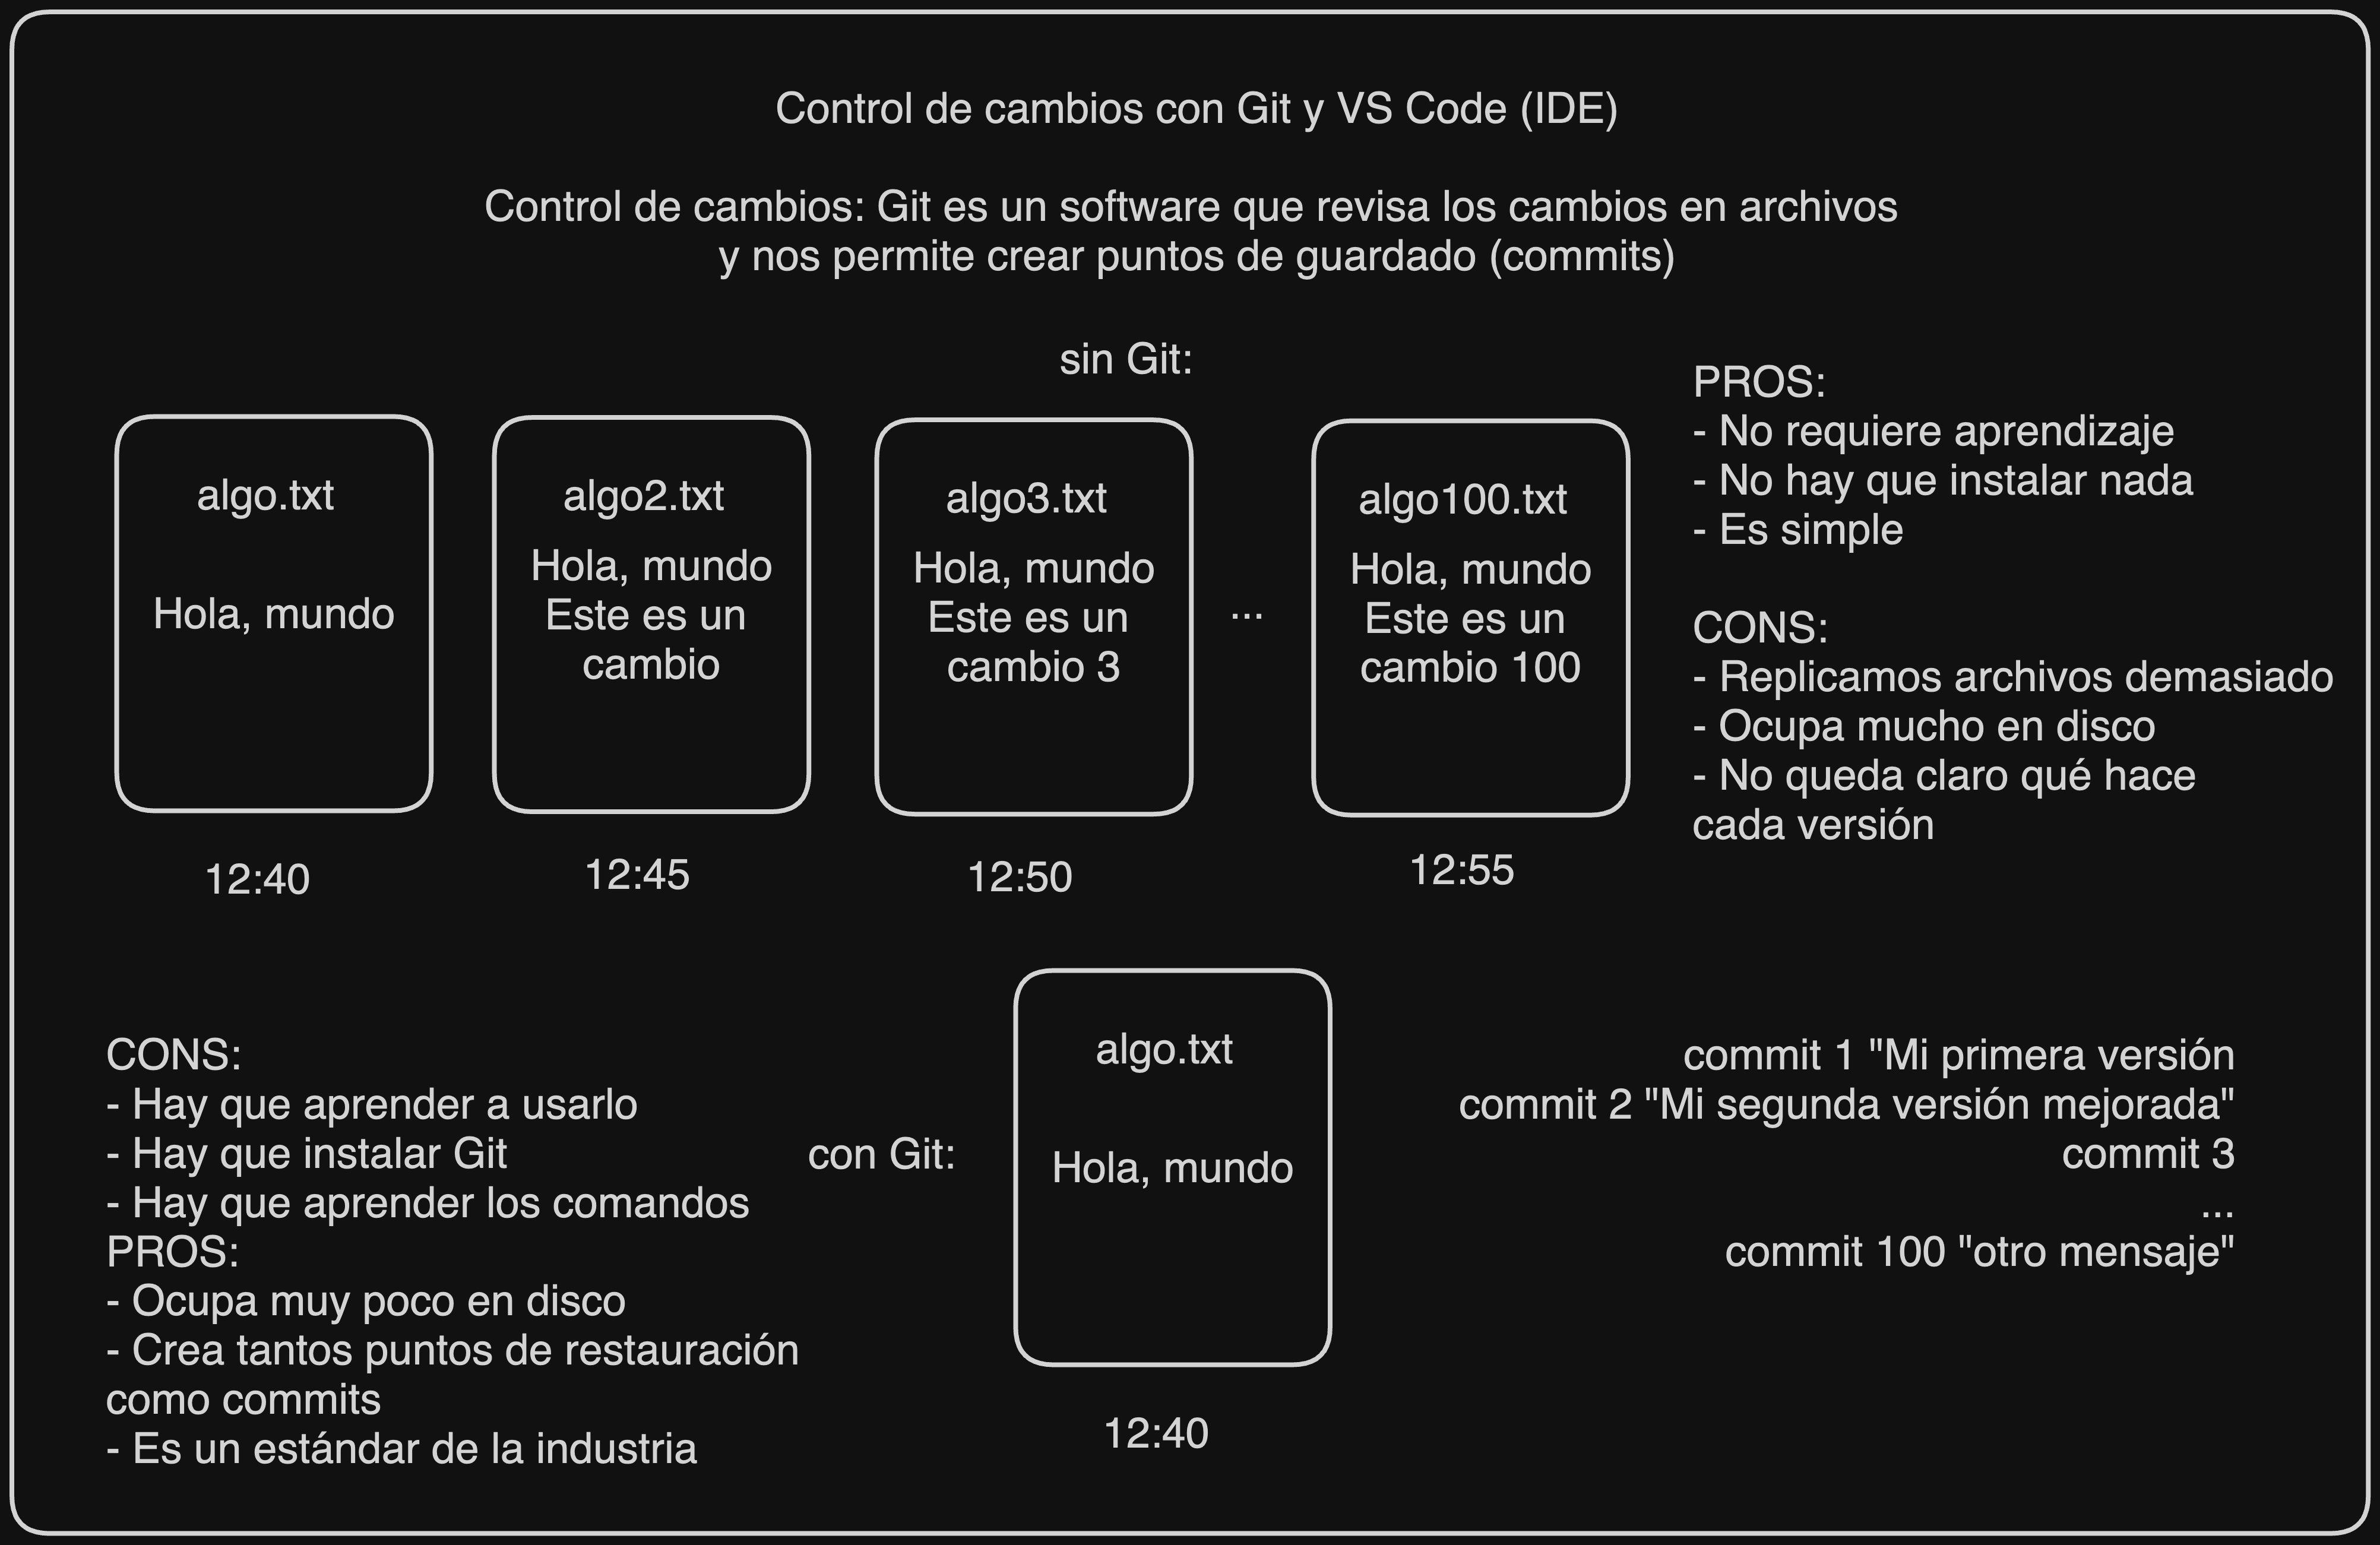 Control de cambios con Git y VS Code (IDE)
Control de cambios: Git es un software que revisa los cambios en archivos
y nos permite crear puntos de guardado (commits)
sin Git:
algo.txt
Hola, mundo
12:40
algo2.txt
Hola, mundo
Este es un
cambio
12:45
algo3.txt
Hola, mundo
Este es un
cambio 3
12:50
...
algo100.txt
Hola, mundo
Este es un
cambio 100
12:55
PROS:
- No requiere aprendizaje
- No hay que instalar nada
- Es simple
CONS:
- Replicamos archivos demasiado
- Ocupa mucho en disco
- No queda claro qué hace
cada versión
CONS:
- Hay que aprender a usarlo
- Hay que instalar Git
- Hay que aprender los comandos
PROS:
- Ocupa muy poco en disco
- Crea tantos puntos de restauración
como commits
- Es un estándar de la industria
con Git:
algo.txt
Hola, mundo
12:40
commit 1 "Mi primera versión
commit 2 "Mi segunda versión mejorada"
commit 3
...
commit 100 "otro mensaje"